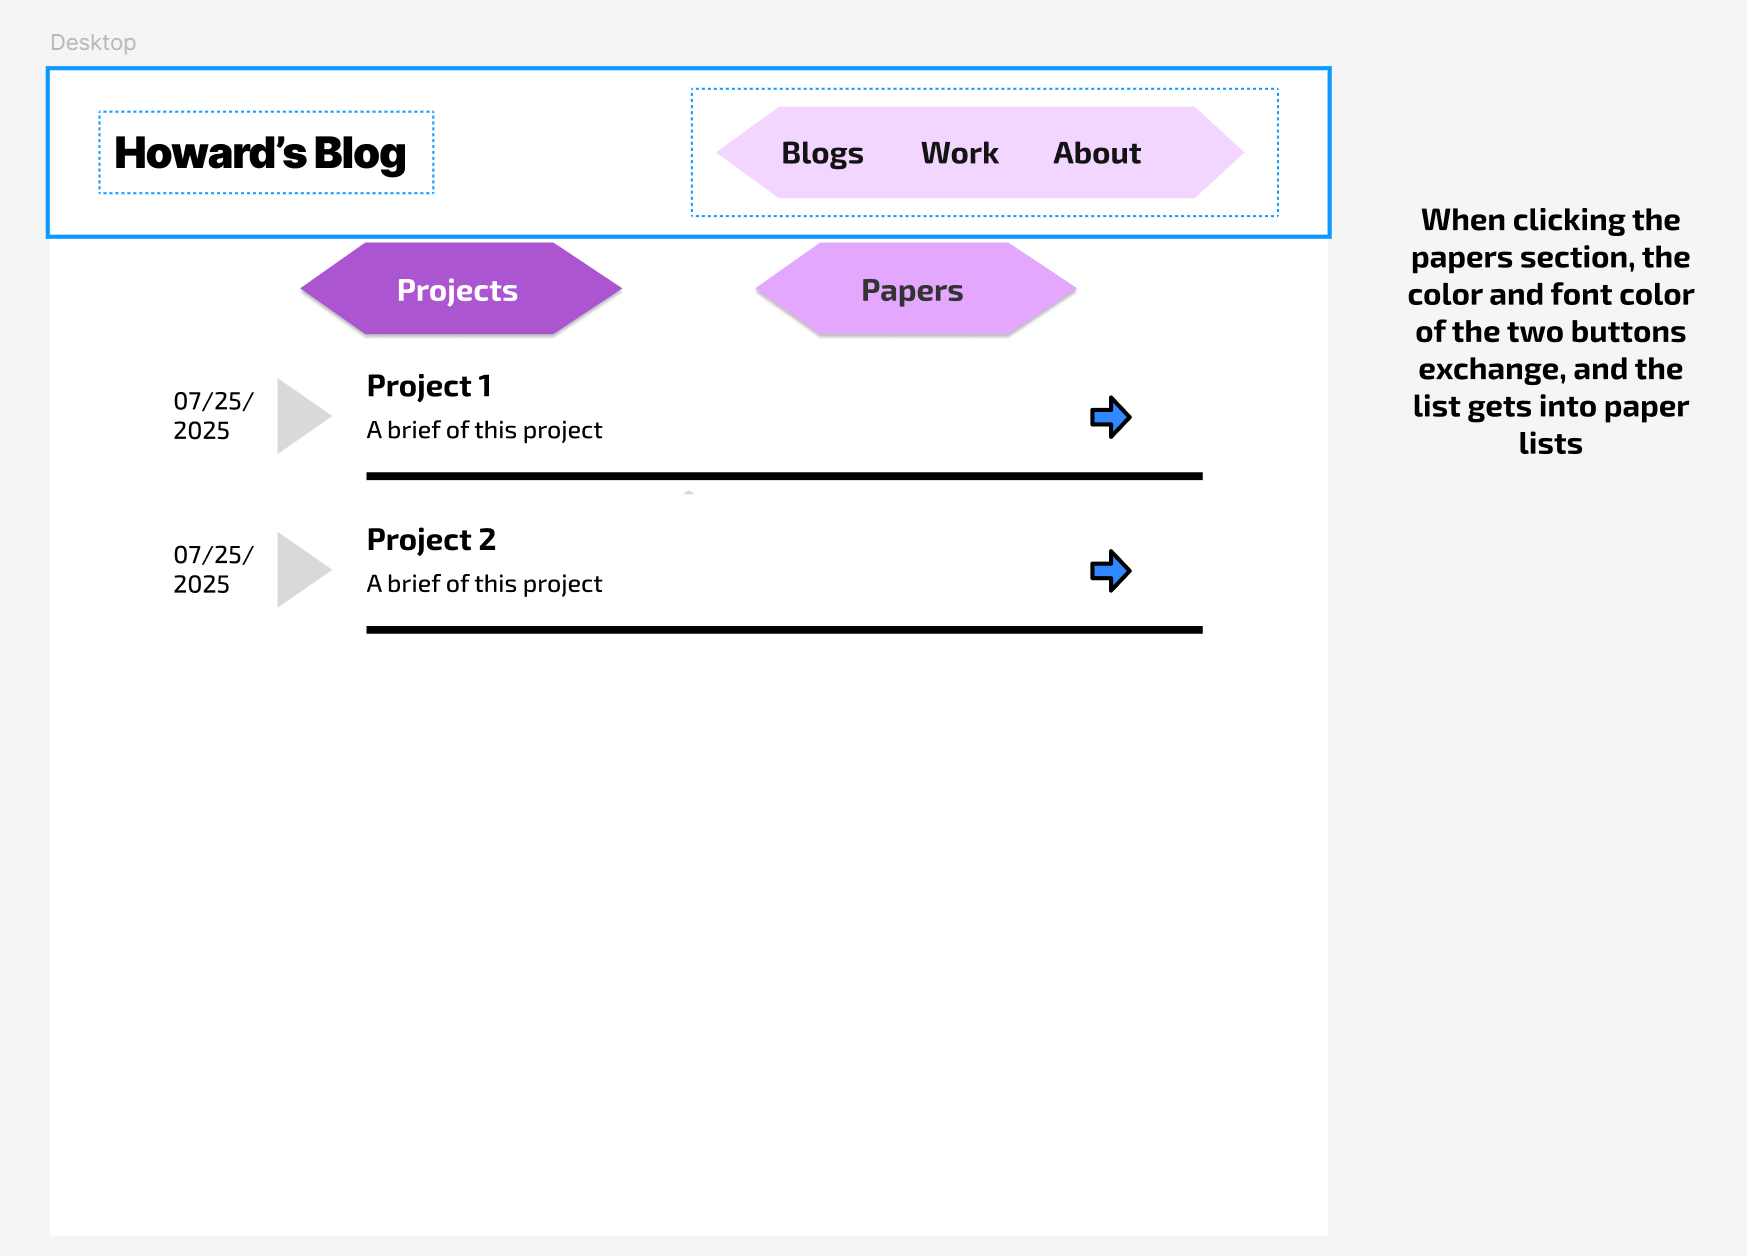 Desktop
Howard’s Blog
Blogs Work About
Projects
Papers
07/25/
2025
Project 1
A brief of this project
07/25/
2025
Project 2
A brief of this project
When clicking the
papers section, the
color and font color
of the two buttons
exchange, and the
list gets into paper
lists